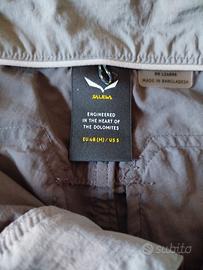 SALEWA
ENGINEERED
IN THE HEART OF
THE DOLOMITES
EU 48 (M) / US S
MADE IN BANGLADESH
subito